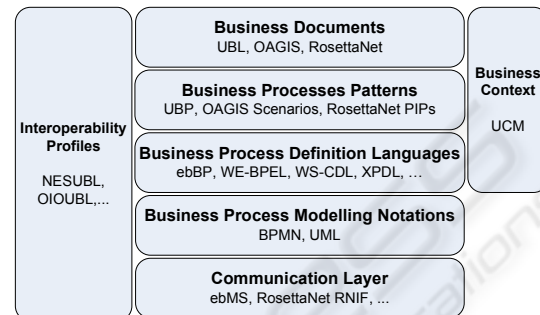 Business Documents
UBL, OAGIS, RosettaNet
Business Processes Patterns
UBP, OAGIS Scenarios, RosettaNet PIPs
Business Process Definition Languages
ebBP, WE-BPEL, WS-CDL, XPDL, ...
Business Process Modelling Notations
BPMN, UML
Communication Layer
ebMS, RosettaNet RNIF, ...
Interoperability
Profiles
NESUBL,
OIOUBL,...
Business
Context
UCM